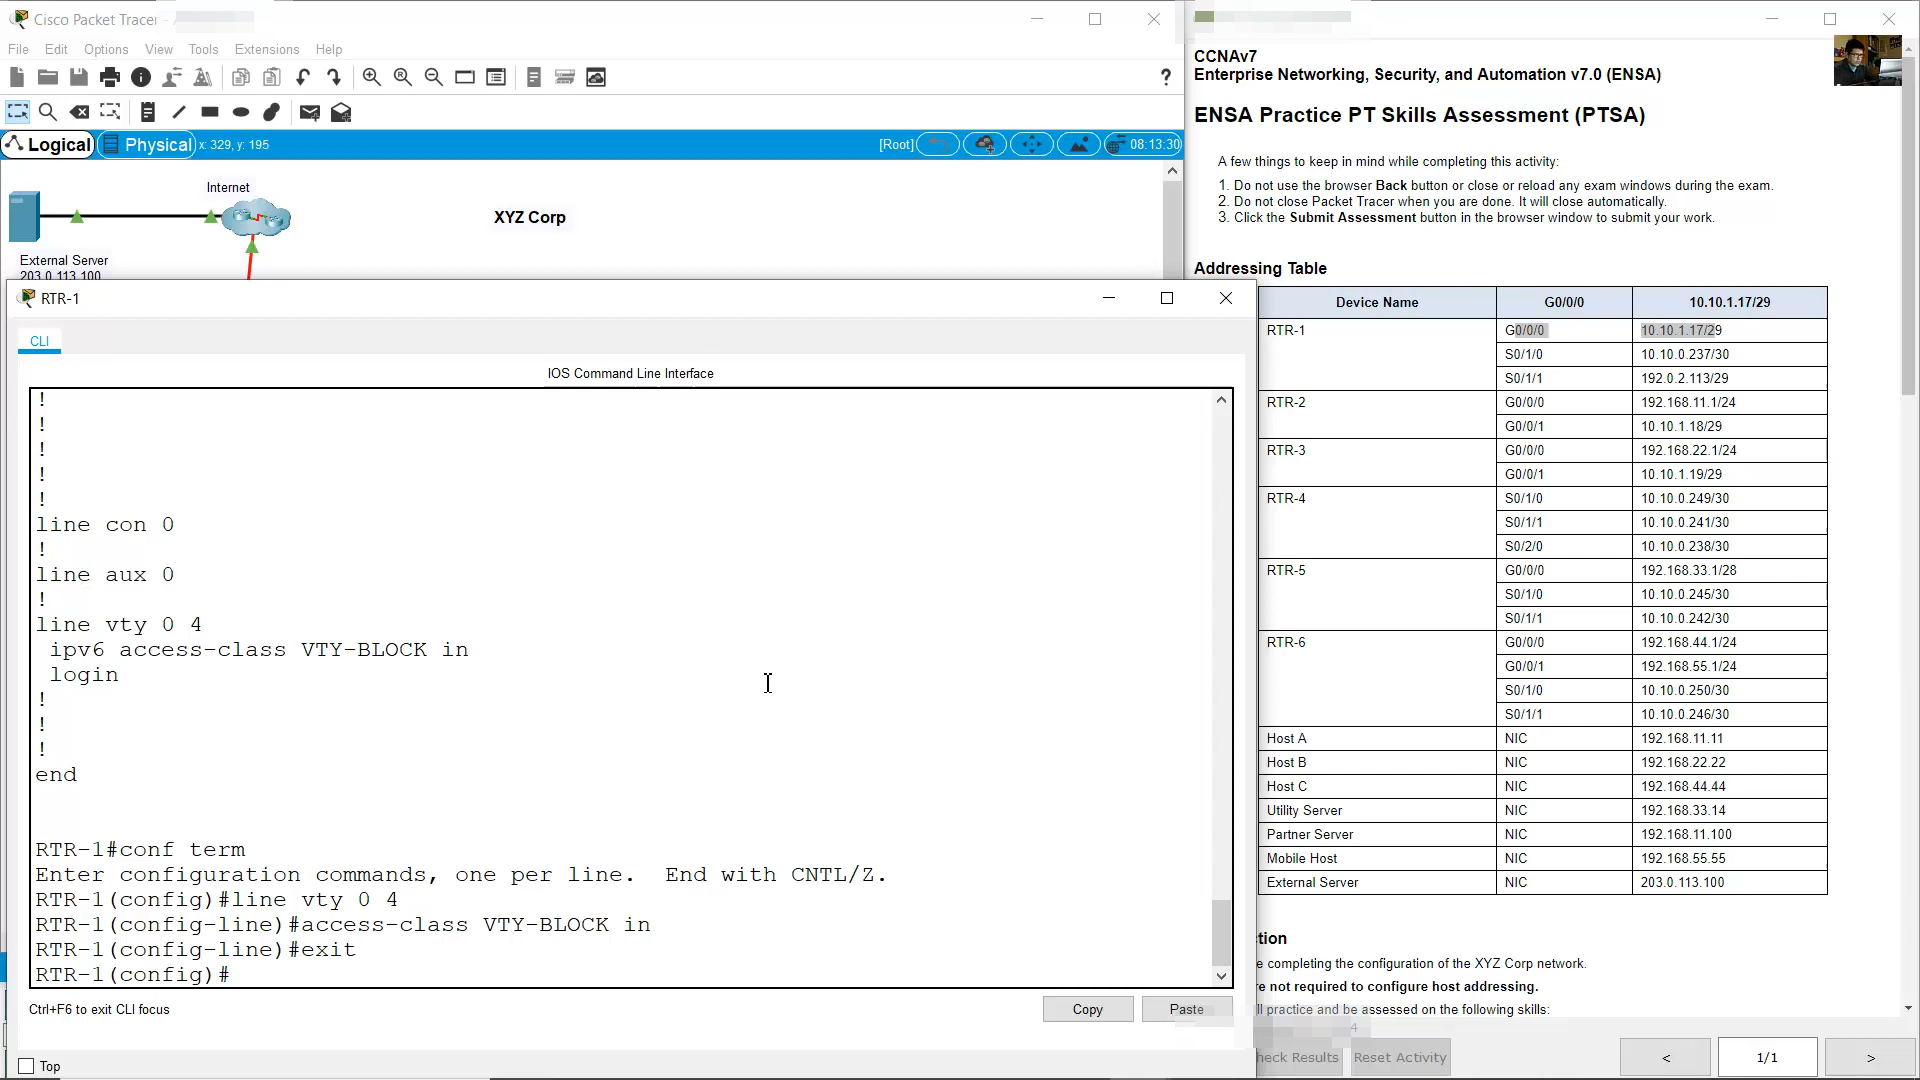 Cisco Packet Tracer -
File Edit Options View Tools Extensions Help
?
Logical Physical x: 329, y: 195 [Root] 08:13:30
Internet
XYZ Corp
External Server
203.0.113.100
RTR-1
CLI
IOS Command Line Interface
!
!
!
!
!
line con 0
!
line aux 0
!
line vty 0 4
ipv6 access-class VTY-BLOCK in
login
!
!
!
end
RTR-1#conf term
Enter configuration commands, one per line. End with CNTL/Z.
RTR-1(config)#line vty 0 4
RTR-1(config-line)#access-class VTY-BLOCK in
RTR-1(config-line)#exit
RTR-1(config)#
Ctrl+F6 to exit CLI focus
Copy Paste
Top
CCNAv7
Enterprise Networking, Security, and Automation v7.0 (ENSA)
ENSA Practice PT Skills Assessment (PTSA)
A few things to keep in mind while completing this activity:
1. Do not use the browser Back button or close or reload any exam windows during the exam.
2. Do not close Packet Tracer when you are done. It will close automatically.
3. Click the Submit Assessment button in the browser window to submit your work.
Addressing Table
Device Name G0/0/0 10.10.1.17/29
RTR-1 G0/0/0 10.10.1.17/29
S0/1/0 10.10.0.237/30
S0/1/1 192.0.2.113/29
RTR-2 G0/0/0 192.168.11.1/24
G0/0/1 10.10.1.18/29
RTR-3 G0/0/0 192.168.22.1/24
G0/0/1 10.10.1.19/29
RTR-4 S0/1/0 10.10.0.249/30
S0/1/1 10.10.0.241/30
S0/2/0 10.10.0.238/30
RTR-5 G0/0/0 192.168.33.1/28
S0/1/0 10.10.0.245/30
S0/1/1 10.10.0.242/30
RTR-6 G0/0/0 192.168.44.1/24
G0/0/1 192.168.55.1/24
S0/1/0 10.10.0.250/30
S0/1/1 10.10.0.246/30
Host A NIC 192.168.11.11
Host B NIC 192.168.22.22
Host C NIC 192.168.44.44
Utility Server NIC 192.168.33.14
Partner Server NIC 192.168.11.100
Mobile Host NIC 192.168.55.55
External Server NIC 203.0.113.100
tion
e completing the configuration of the XYZ Corp network.
re not required to configure host addressing.
ll practice and be assessed on the following skills:
4
heck Results Reset Activity < 1/1 >